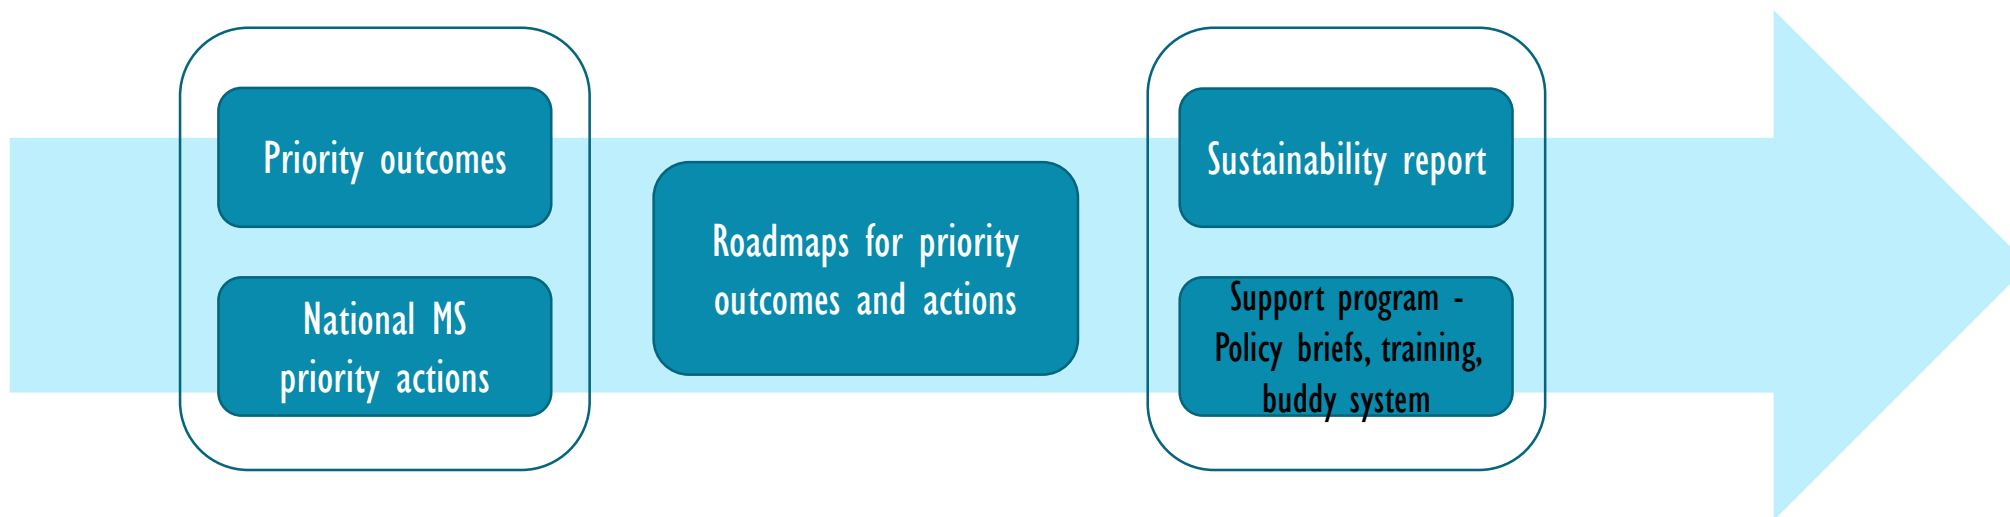 Priority outcomes
National MS
priority actions
Roadmaps for priority
outcomes and actions
Sustainability report
Support program -
Policy briefs, training,
buddy system